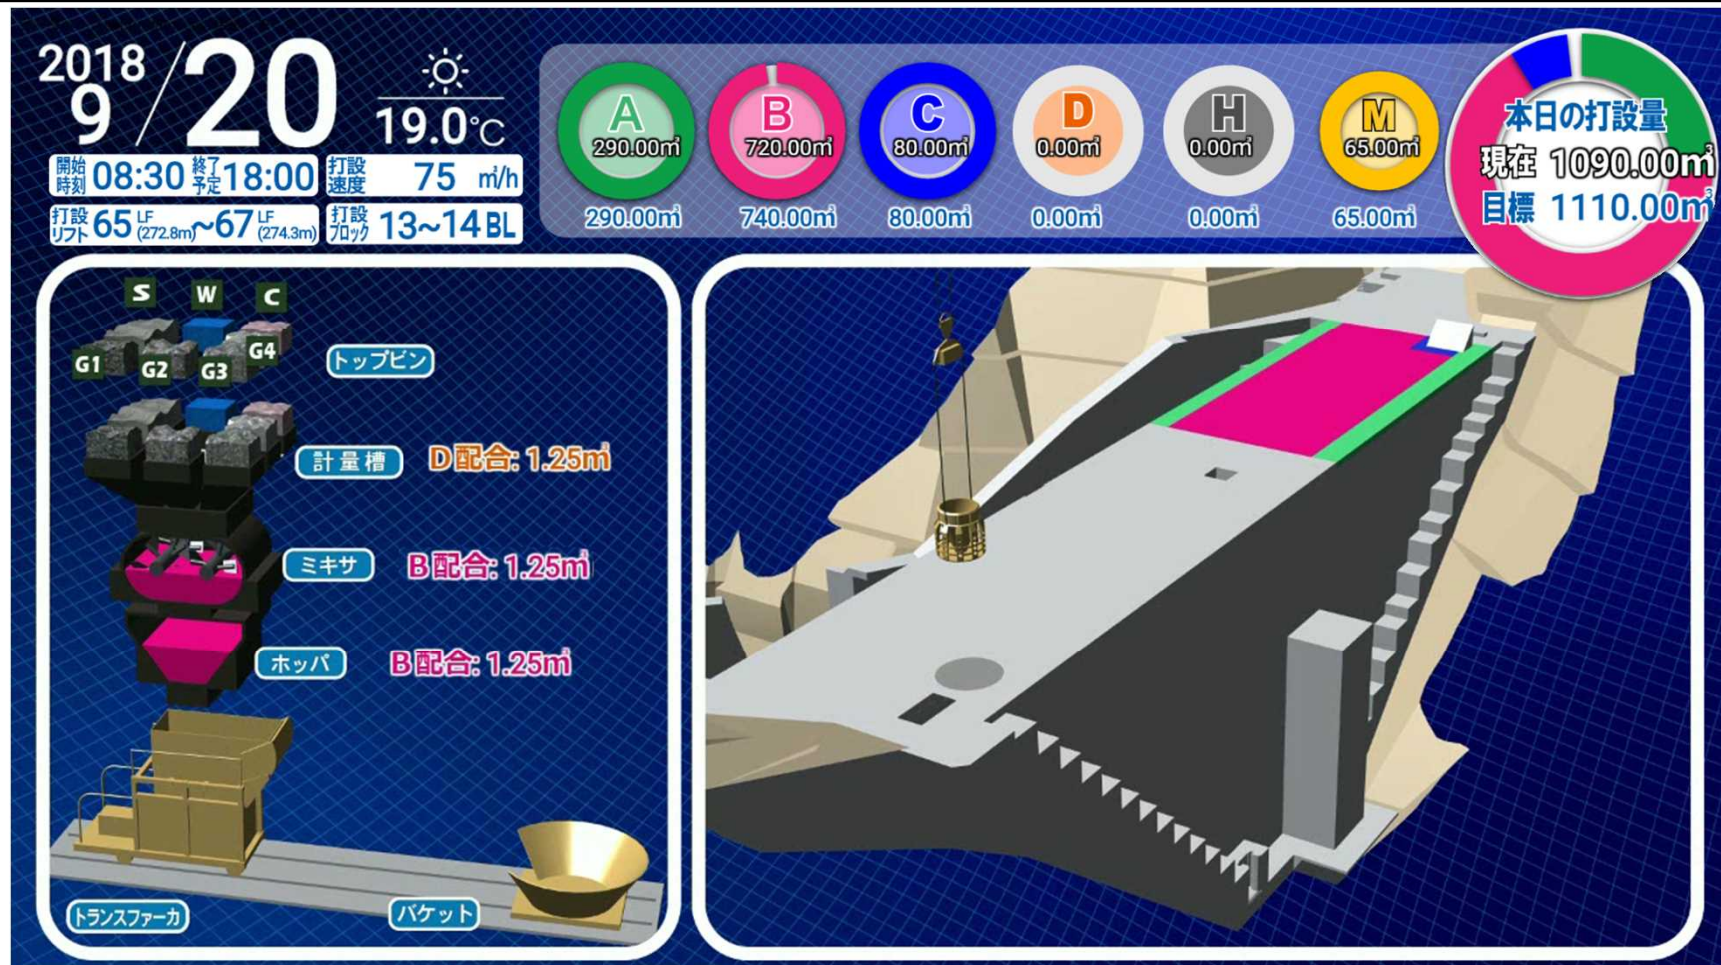 2018
9/20
19.0℃
開始時刻 08:30 終了予定 18:00 打設速度 75 ㎥/h
打設リフト 65 LF (272.8m)~67 LF (274.3m) 打設ブロック 13~14 BL
A B C D H M
290.00㎥ 720.00㎥ 80.00㎥ 0.00㎥ 0.00㎥ 65.00㎥
290.00㎥ 740.00㎥ 80.00㎥ 0.00㎥ 0.00㎥ 65.00㎥
本日の打設量
現在 1090.00㎥
目標 1110.00㎥
S W C
G1 G2 G3 G4
トップビン
計量槽 D配合: 1.25㎥
ミキサ B配合: 1.25㎥
ホッパ B配合: 1.25㎥
トランスファーカ バケット